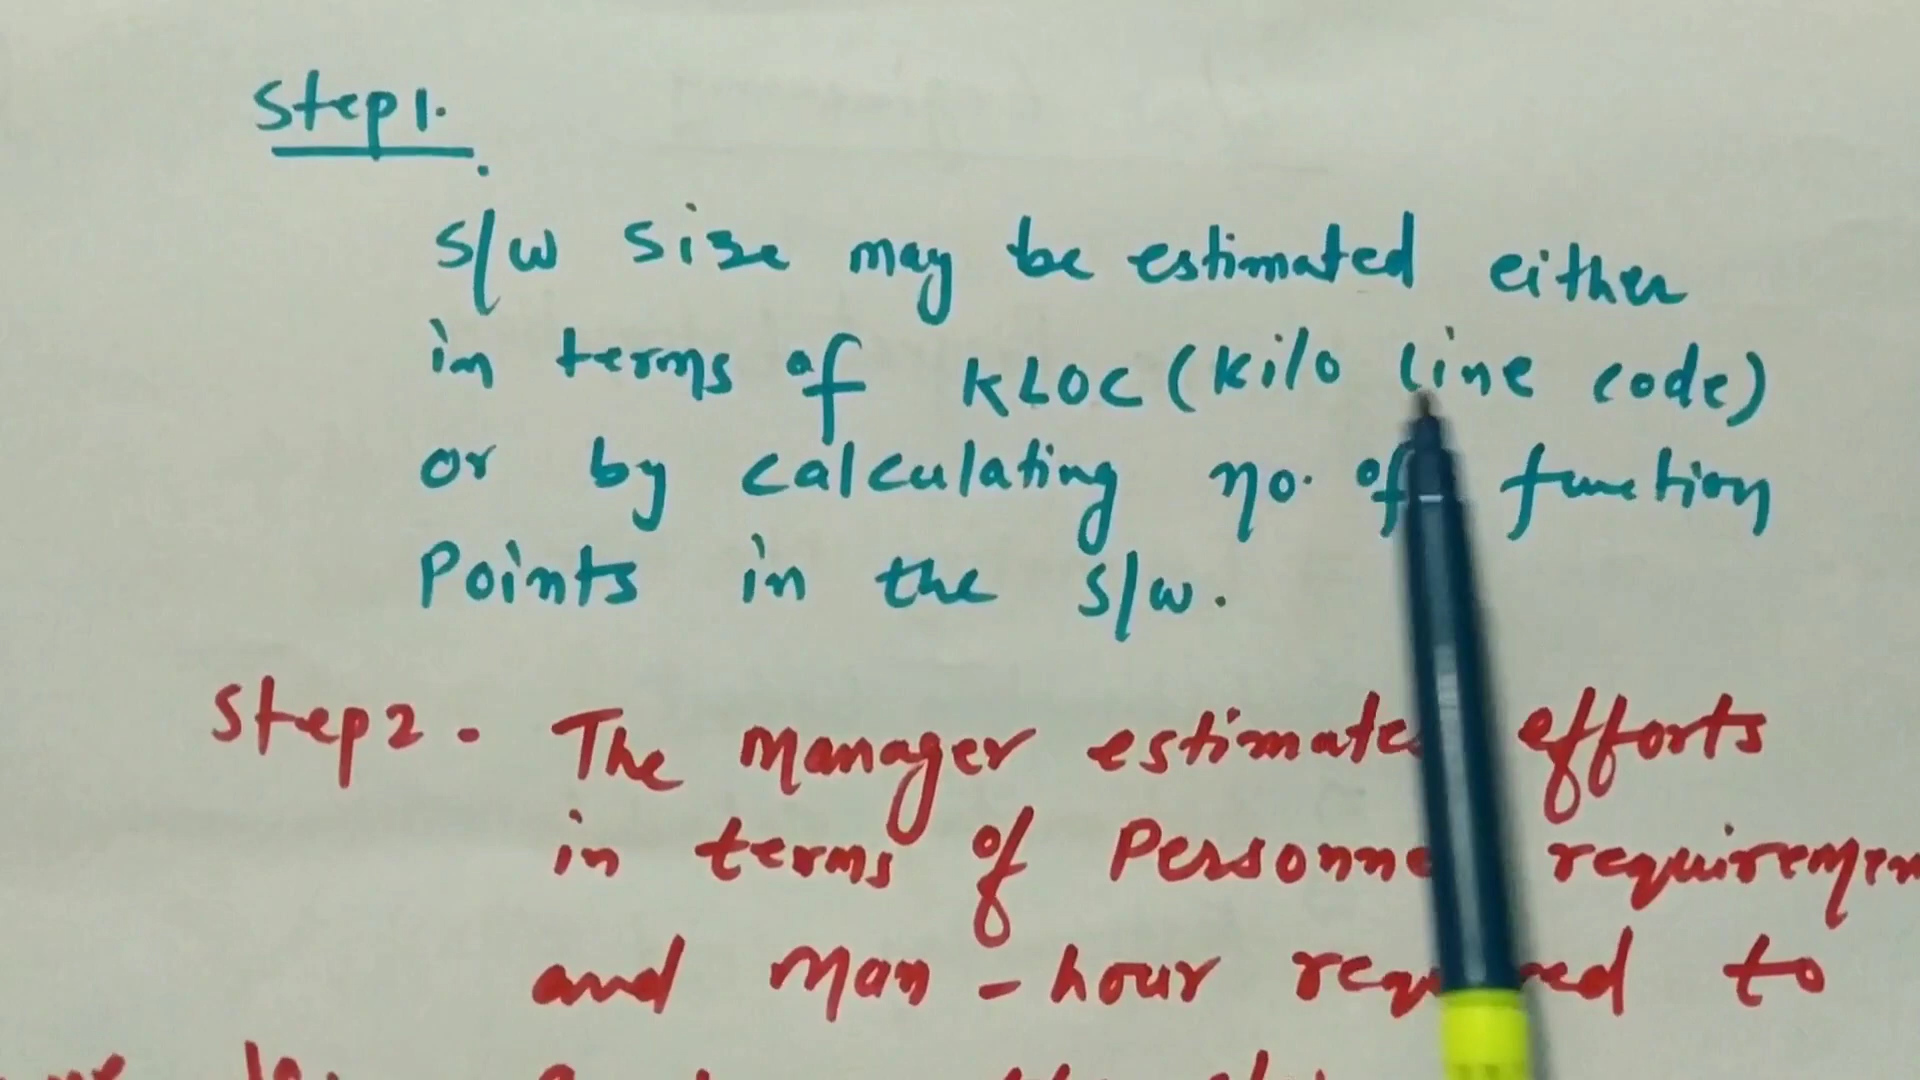 Step1.
S/w size may be estimated either
in terms of KLOC (kilo line code)
or by calculating no. of function
Points in the S/w.
Step2. The manager estimates efforts
in terms of Personnel requiremen
and man-hour required to